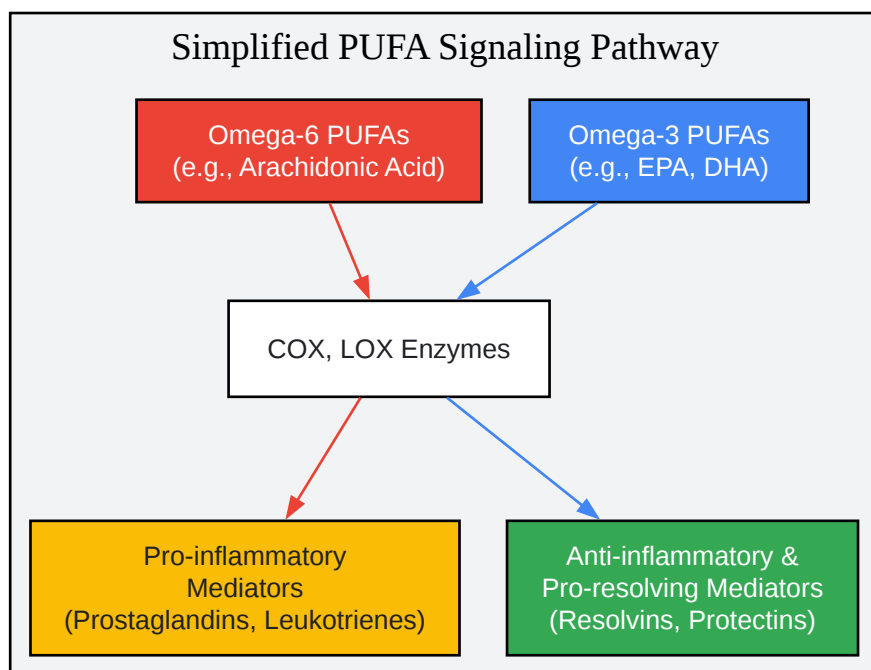 Simplified PUFA Signaling Pathway
Omega-6 PUFAs
(e.g., Arachidonic Acid)
Omega-3 PUFAs
(e.g., EPA, DHA)
COX, LOX Enzymes
Pro-inflammatory
Mediators
(Prostaglandins, Leukotrienes)
Anti-inflammatory &
Pro-resolving Mediators
(Resolvins, Protectins)